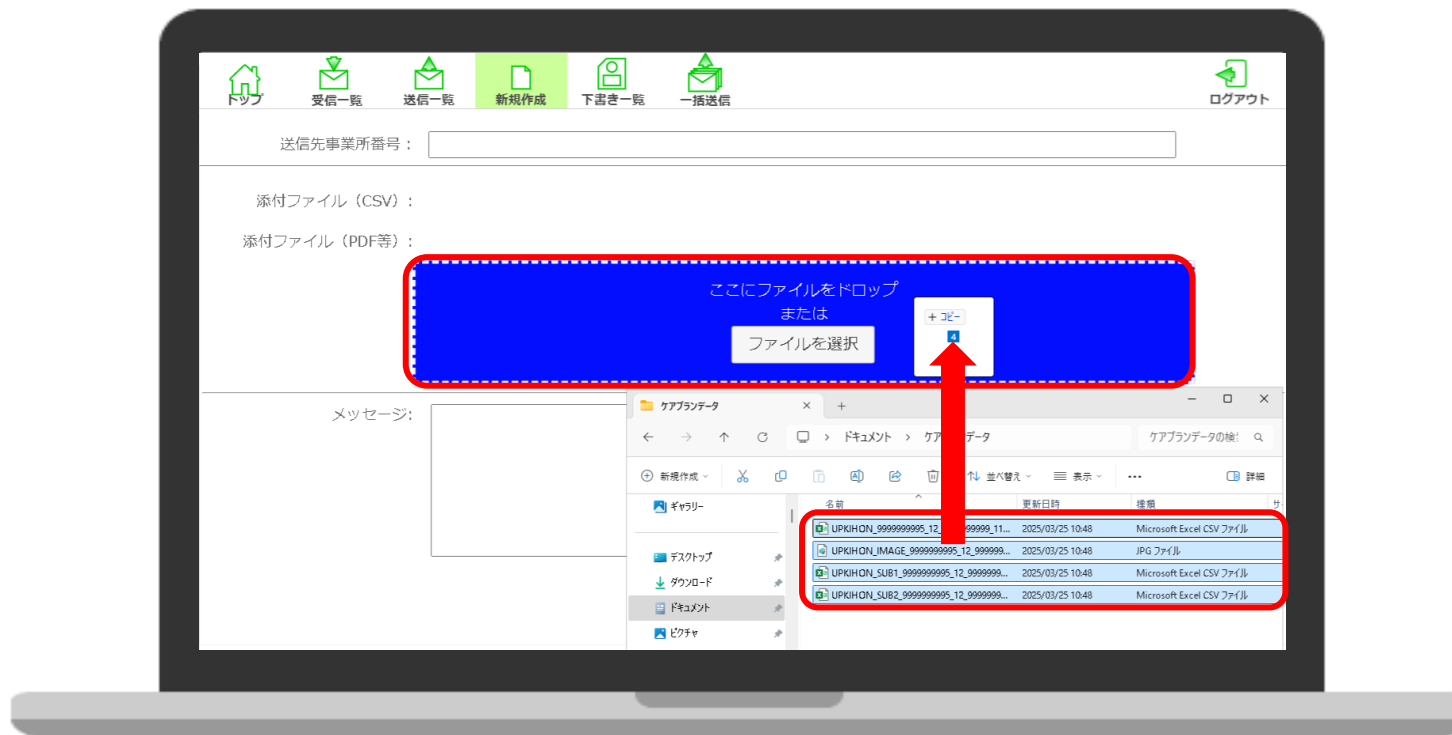 トップ 受信一覧 送信一覧 新規作成 下書き一覧 一括送信 ログアウト
送信先事業所番号：
添付ファイル（CSV）:
添付ファイル（PDF等）:
ここにファイルをドロップ
または
ファイルを選択
+ コピー
4
メッセージ:
ケアプランデータ
ドキュメント > ケア データ ケアプランデータの検
新規作成 並べ替え 表示 ... 詳細
名前 更新日時 種類 サ
ギャラリー
デスクトップ
ダウンロード
ドキュメント
ピクチャ
UPKIHON_9999999995_12_ 99999_11... 2025/03/25 10:48 Microsoft Excel CSV ファイル
UPKIHON_IMAGE_9999999995_12_999999... 2025/03/25 10:48 JPG ファイル
UPKIHON_SUB1_9999999995_12_9999999... 2025/03/25 10:48 Microsoft Excel CSV ファイル
UPKIHON_SUB2_9999999995_12_9999999... 2025/03/25 10:48 Microsoft Excel CSV ファイル